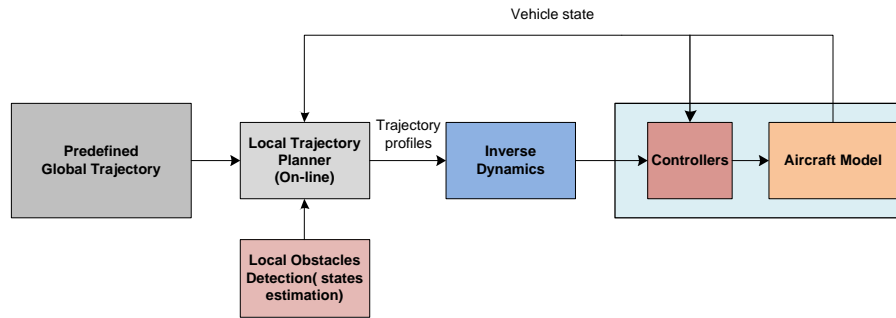 Vehicle state
Predefined
Global Trajectory
Local Trajectory
Planner
(On-line)
Trajectory
profiles
Inverse
Dynamics
Controllers
Aircraft Model
Local Obstacles
Detection( states
estimation)